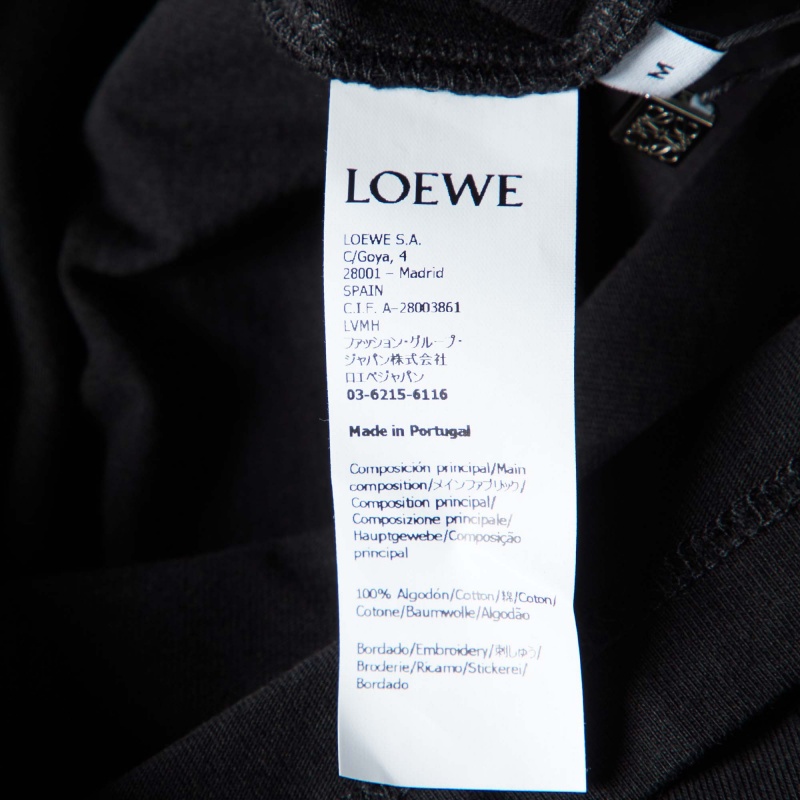 M
LOEWE
LOEWE S.A.
C/Goya, 4
28001 – Madrid
SPAIN
C.I.F. A-28003861
LVMH
ファッション・グループ・
ジャパン株式会社
ロエベジャパン
03-6215-6116
Made in Portugal
Composición principal/Main
composition/メインファブリック/
Composition principal/
Composizione principale/
Hauptgewebe/Composição
principal
100% Algodón/Cotton/綿/Coton/
Cotone/Baumwolle/Algodão
Bordado/Embroidery/刺しゅう/
Broderie/Ricamo/Stickerei/
Bordado